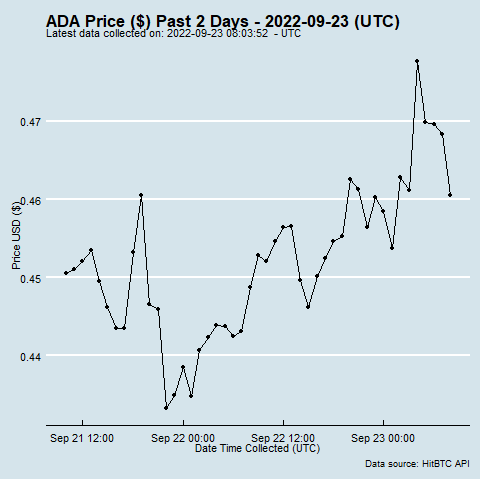 ADA Price ($) Past 2 Days - 2022-09-23 (UTC)
Latest data collected on: 2022-09-23 08:03:52 - UTC
0.47
0.46
0.45
0.44
Price USD ($)
Sep 21 12:00 Sep 22 00:00 Sep 22 12:00 Sep 23 00:00
Date Time Collected (UTC)
Data source: HitBTC API